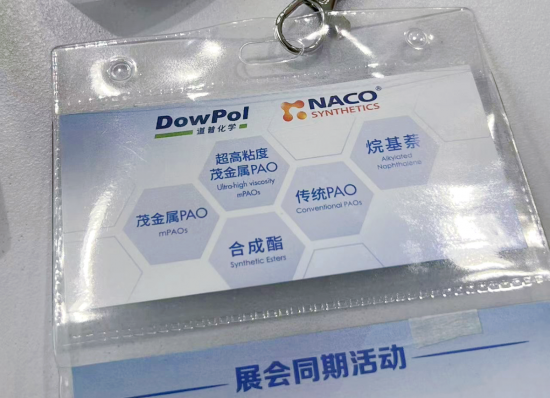 DowPol
道普化学
NACO®
SYNTHETICS
超高粘度
茂金属PAO
Ultra-high viscosity
mPAOs
烷基萘
Alkylated
Naphthalene
茂金属PAO
mPAOs
传统PAO
Conventional PAOs
合成酯
Synthetic Esters
展会同期活动